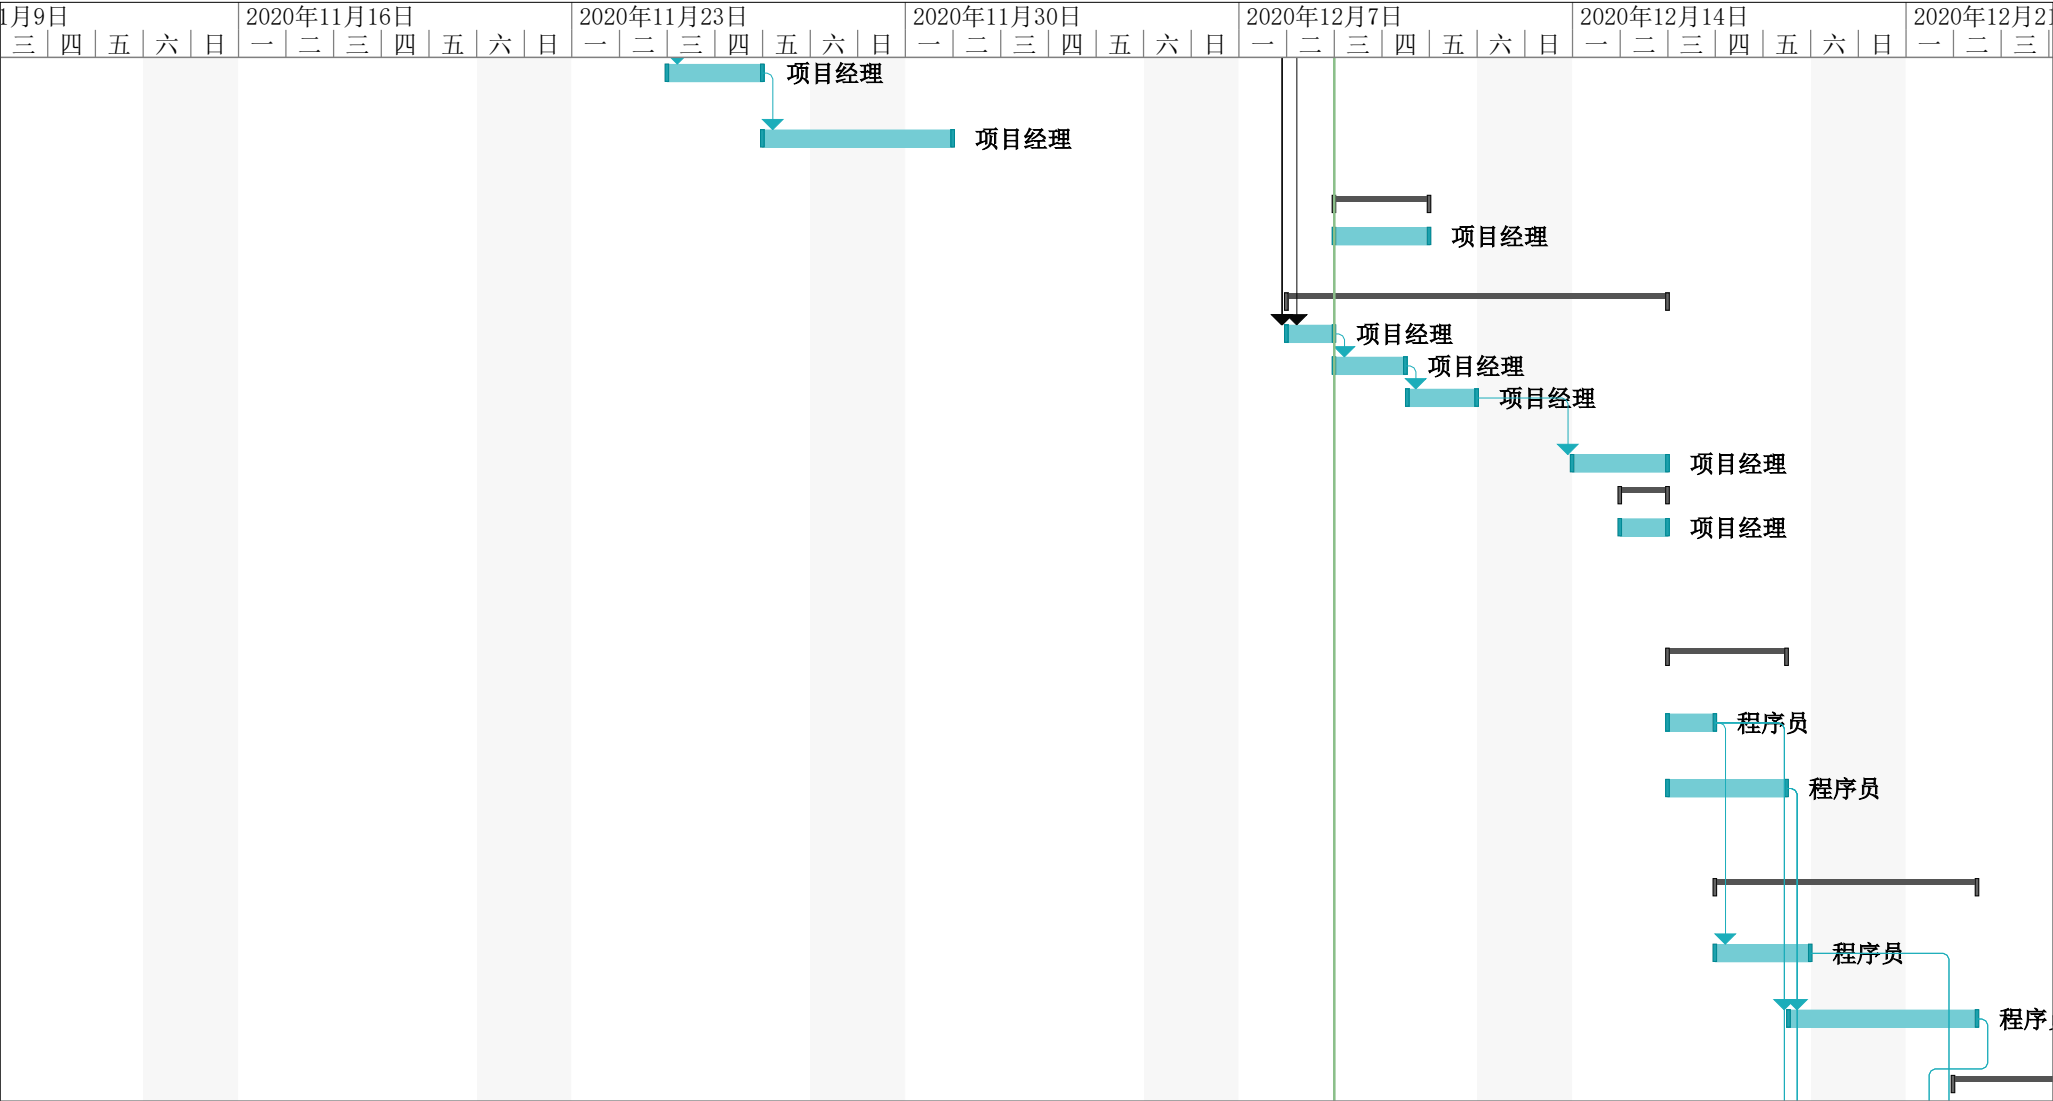 1月9日 2020年11月16日 2020年11月23日 2020年11月30日 2020年12月7日 2020年12月14日 2020年12月21
三 四 五 六 日 一 二 三 四 五 六 日 一 二 三 四 五 六 日 一 二 三 四 五 六 日 一 二 三 四 五 六 日 一 二 三 四 五 六 日 一 二 三
项目经理
项目经理
项目经理
项目经理
项目经理
项目经理
项目经理
项目经理
程序员
程序员
程序员
程序